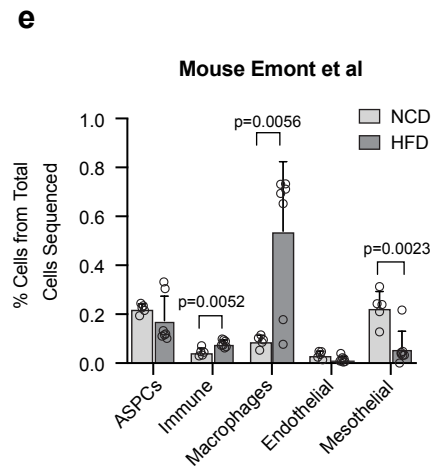 e
Mouse Emont et al
NCD
HFD
% Cells from Total
Cells Sequenced
1.0
0.8
0.6
0.4
0.2
0.0
p=0.0052
p=0.0056
p=0.0023
ASPCs
Immune
Macrophages
Endothelial
Mesothelial